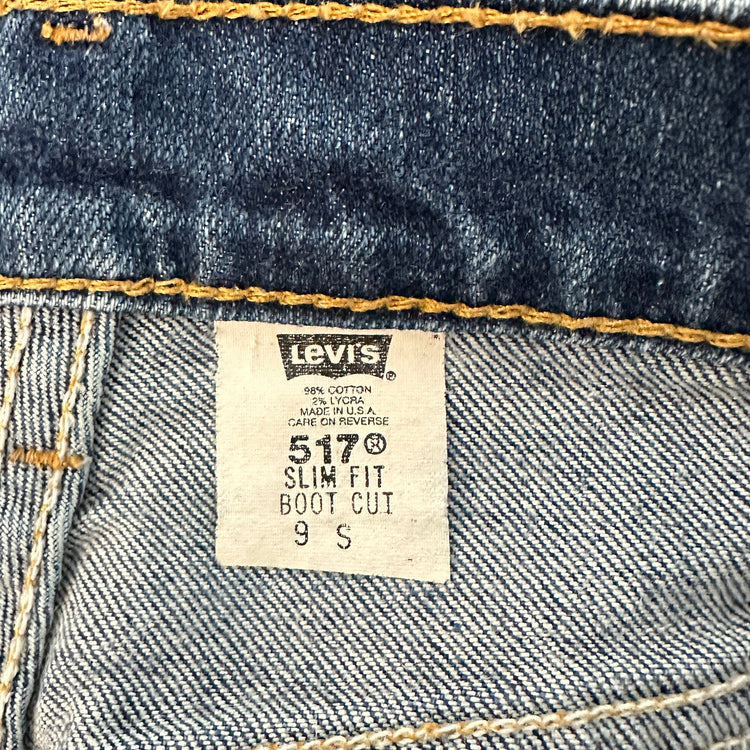 LEVI'S ®
98% COTTON
2% LYCRA
MADE IN U.S.A.
CARE ON REVERSE
517®
SLIM FIT
BOOT CUT
9 S